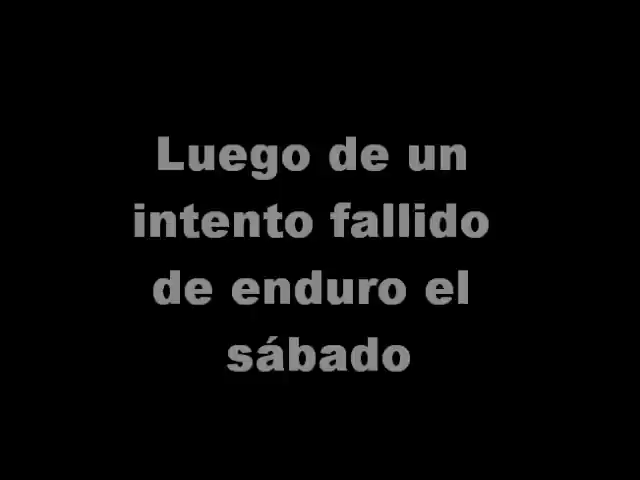 Luego de un
intento fallido
de enduro el
sábado